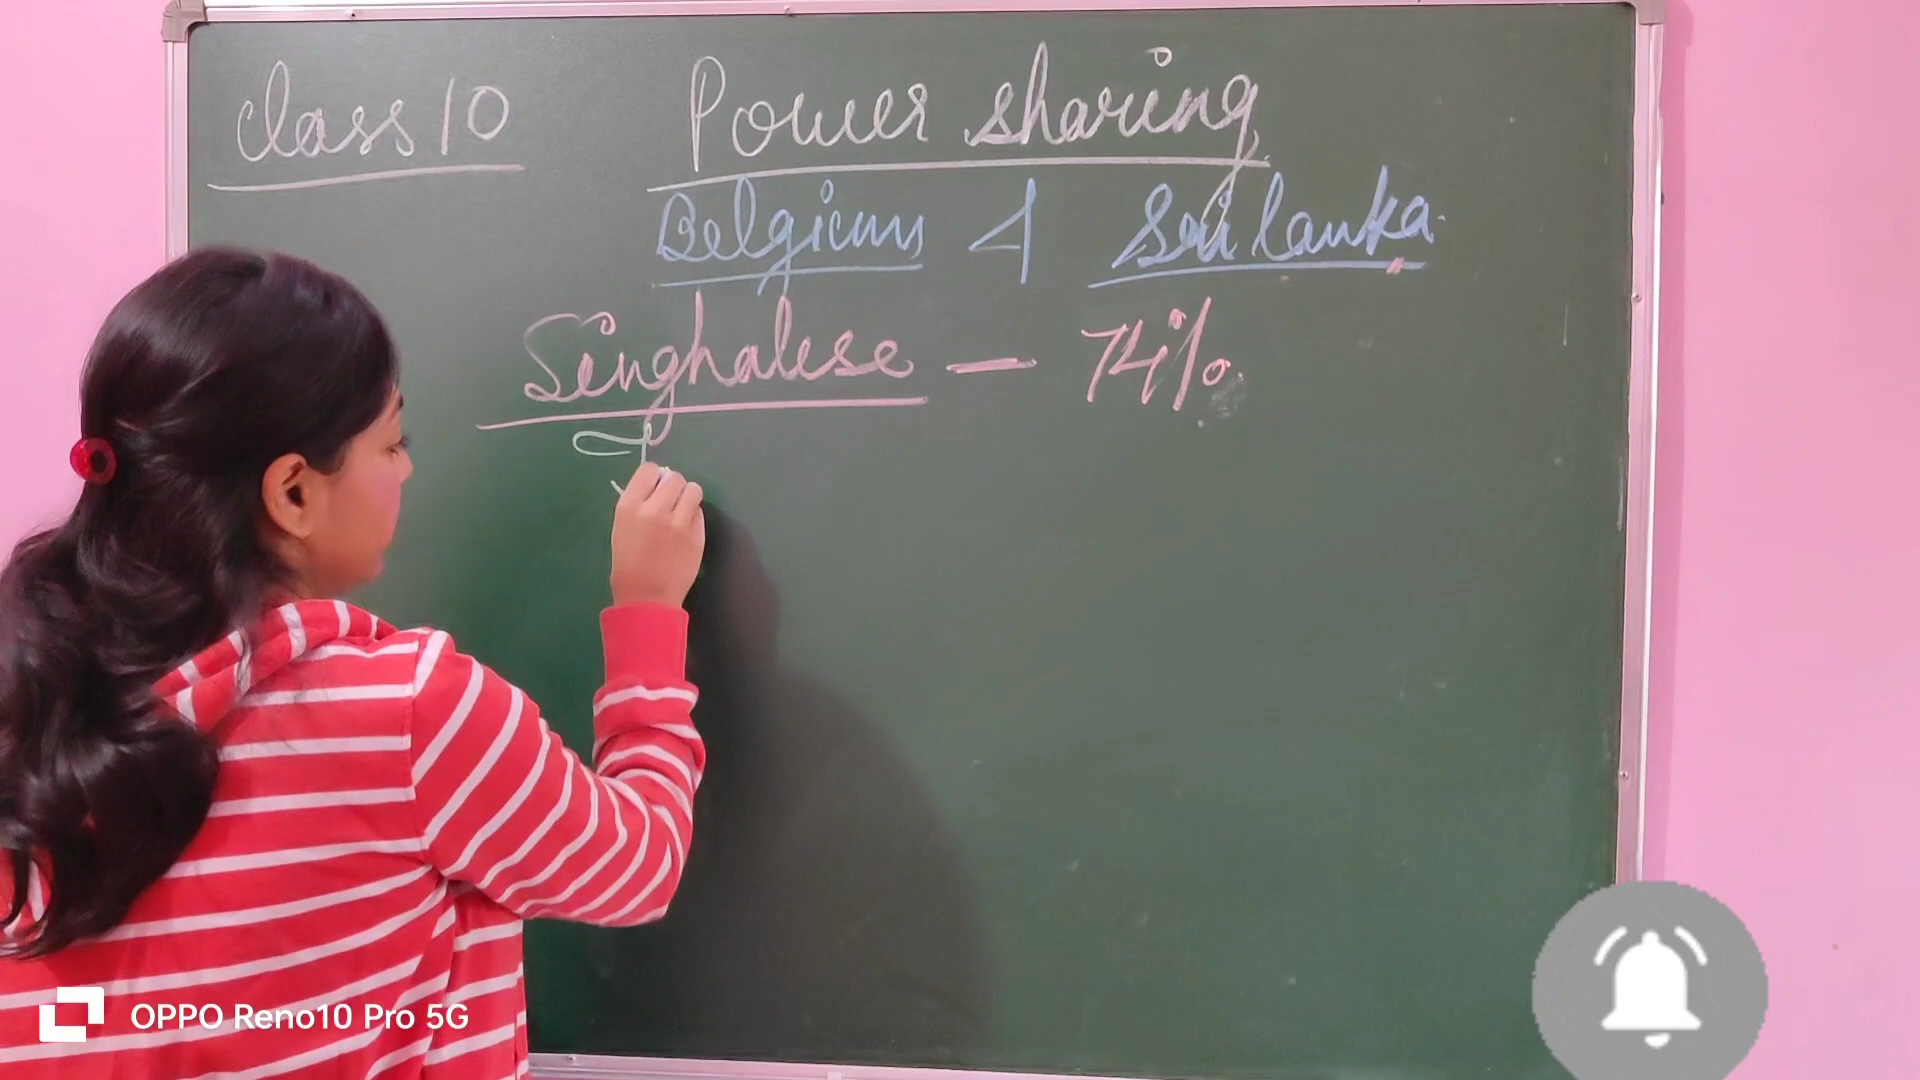 Class 10
Power sharing
Belgium & Sri lanka
Singhalese — 74%
OPPO Reno10 Pro 5G